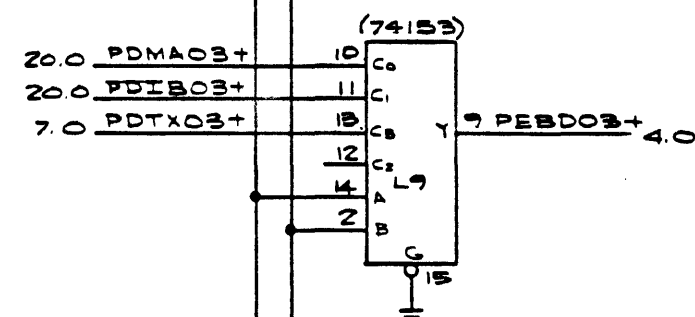 (74153)
20.0 PDMA03+ 10 C0
20.0 PDIB03+ 11 C1
7.0 PDTX03+ 13 CB Y 9 PEBD03+ 4.0
12 C2
L9
14 A
2 B
G
15